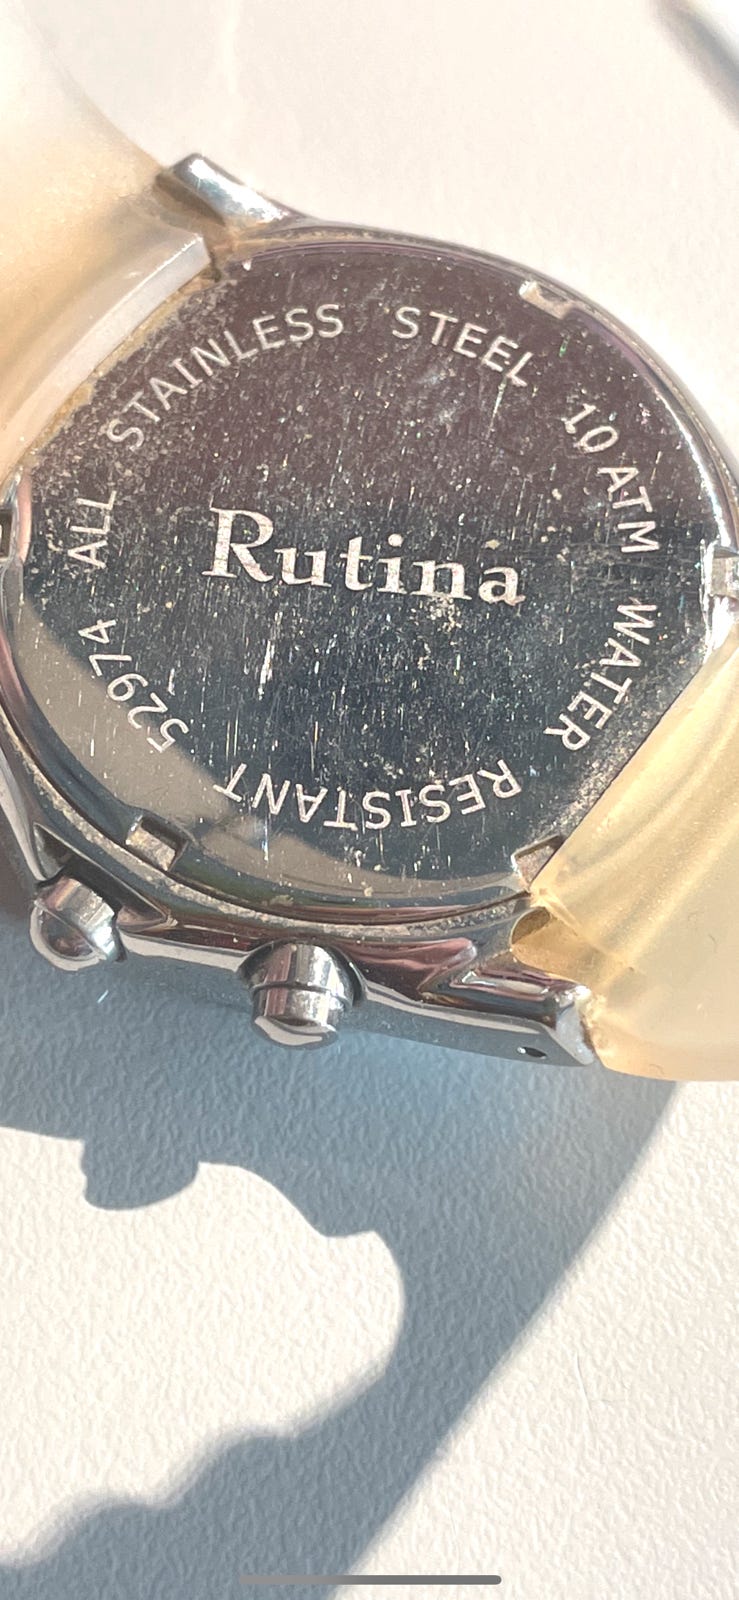 Rutina
ALL STAINLESS STEEL 10 ATM WATER RESISTANT 52974